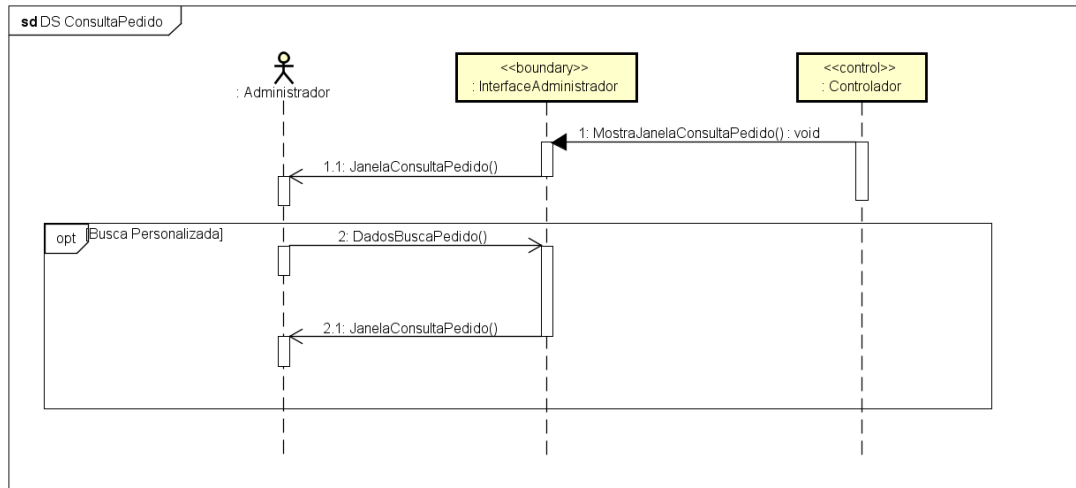 sd DS ConsultaPedido
: Administrador
<<boundary>>
: InterfaceAdministrador
<<control>>
: Controlador
1: MostraJanelaConsultaPedido() : void
1.1: JanelaConsultaPedido()
opt
[Busca Personalizada]
2: DadosBuscaPedido()
2.1: JanelaConsultaPedido()